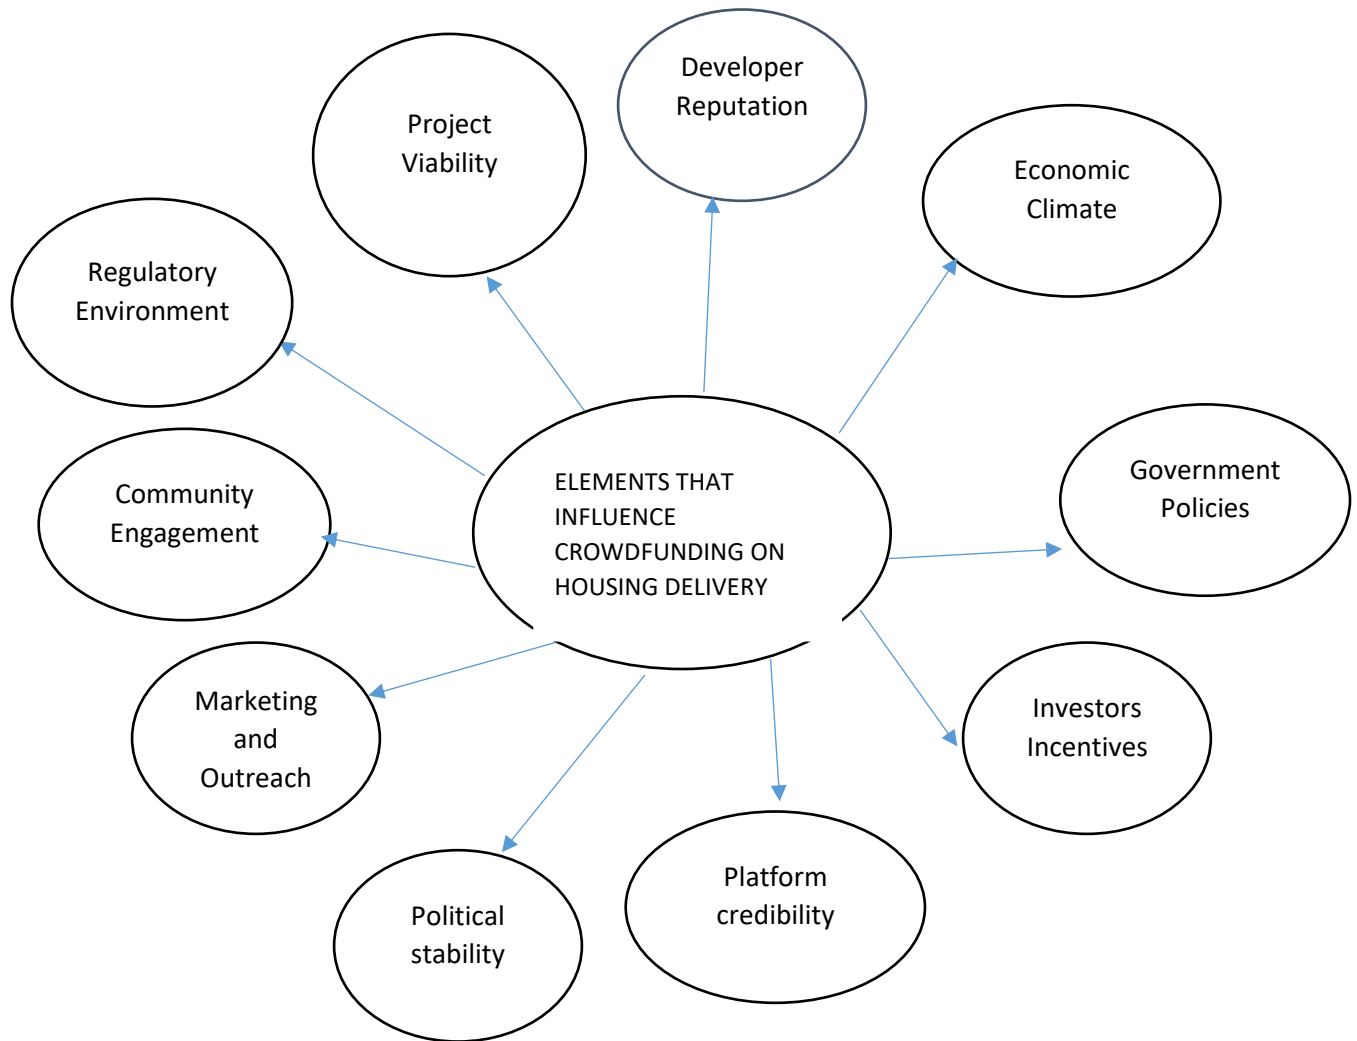 Developer
Reputation
Project
Viability
Economic
Climate
Regulatory
Environment
Government
Policies
ELEMENTS THAT
INFLUENCE
CROWDFUNDING ON
HOUSING DELIVERY
Community
Engagement
Marketing
and
Outreach
Investors
Incentives
Political
stability
Platform
credibility